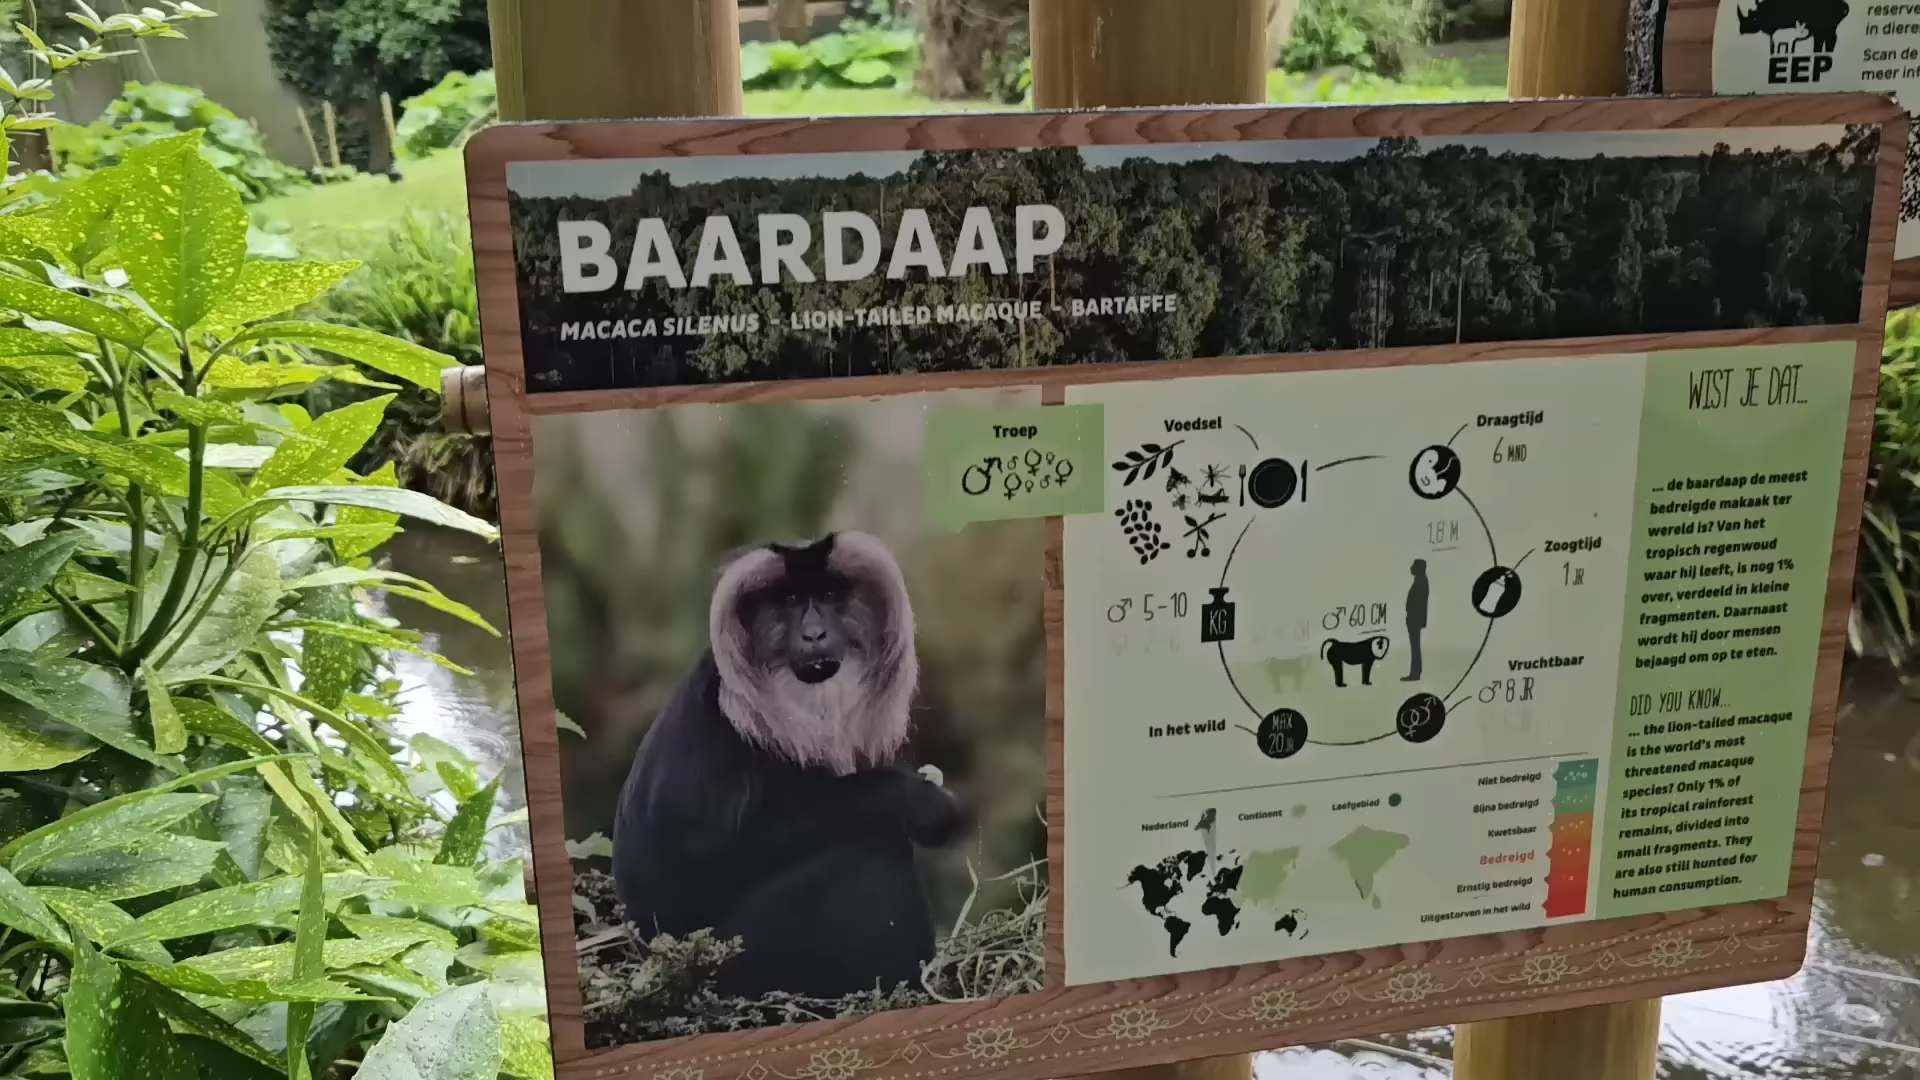 reserve
in diere
Scan de
meer inf
EEP
BAARDAAP
MACACA SILENUS - LION-TAILED MACAQUE - BARTAFFE
Troep
Voedsel
Draagtijd
6 MND
1.8 M
Zoogtijd
1 JR
♂ 5-10
KG
♂ 60 CM
Vruchtbaar
♂ 8 JR
In het wild
MAX
20 JR
Nederland
Continent
Leefgebied
Niet bedreigd
Bijna bedreigd
Kwetsbaar
Bedreigd
Ernstig bedreigd
Uitgestorven in het wild
WIST JE DAT...
... de baardaap de meest
bedreigde makaak ter
wereld is? Van het
tropisch regenwoud
waar hij leeft, is nog 1%
over, verdeeld in kleine
fragmenten. Daarnaast
wordt hij door mensen
bejaagd om op te eten.
DID YOU KNOW...
... the lion-tailed macaque
is the world's most
threatened macaque
species? Only 1% of
its tropical rainforest
remains, divided into
small fragments. They
are also still hunted for
human consumption.